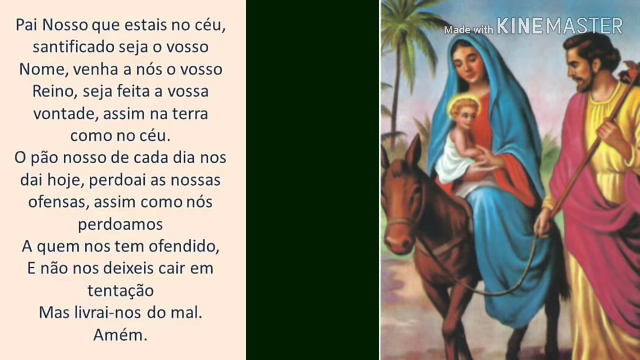 Pai Nosso que estais no céu,
santificado seja o vosso
Nome, venha a nós o vosso
Reino, seja feita a vossa
vontade, assim na terra
como no céu.
O pão nosso de cada dia nos
dai hoje, perdoai as nossas
ofensas, assim como nós
perdoamos
A quem nos tem ofendido,
E não nos deixeis cair em
tentação
Mas livrai-nos do mal.
Amém.
Made with KINEMASTER